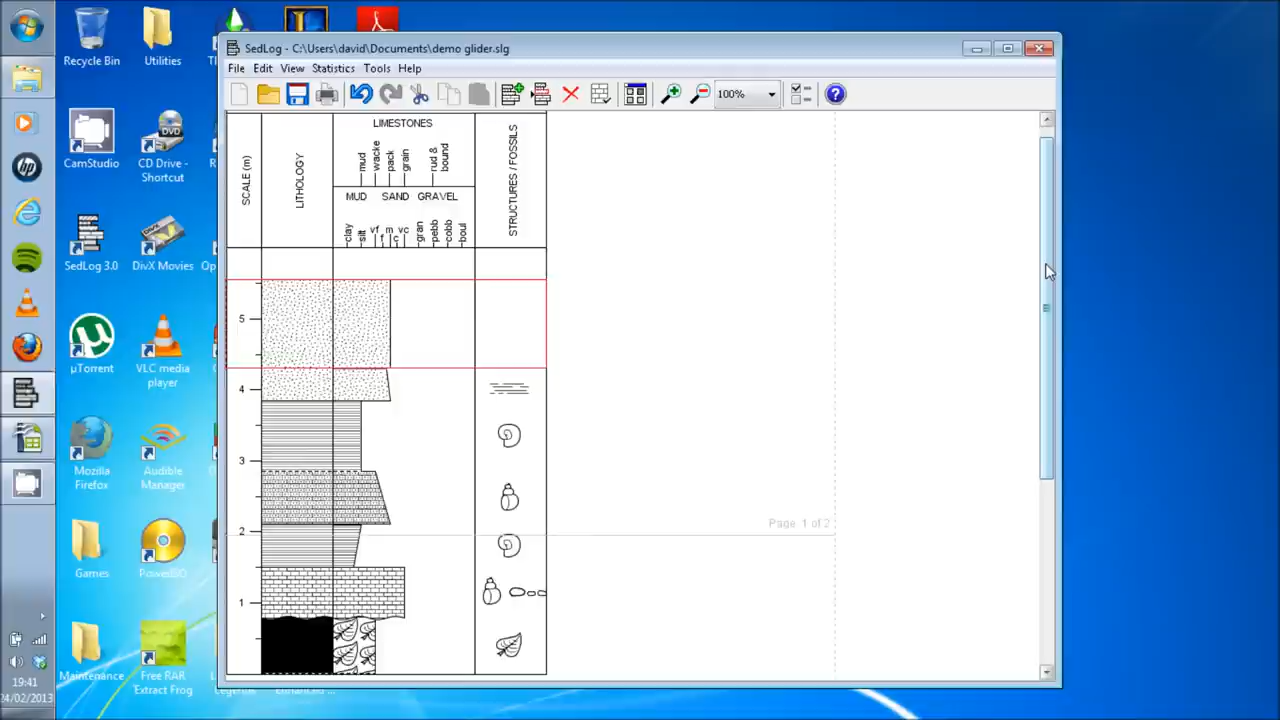 SedLog - C:\Users\david\Documents\demo glider.slg
File Edit View Statistics Tools Help
100%
Recycle Bin
Utilities
CamStudio
CD Drive - Shortcut
SedLog 3.0
DivX Movies
µTorrent
VLC media player
Mozilla Firefox
Audible Manager
Games
PowerISO
Maintenance
Free RAR Extract Frog
19:41
24/02/2013
SCALE (m)
LITHOLOGY
LIMESTONES
mud
wacke
pack
grain
rud & bound
MUD SAND GRAVEL
clay
silt
vf
f
m
c
vc
gran
pebb
cobb
boul
STRUCTURES / FOSSILS
5
4
3
2
1
Page 1 of 2